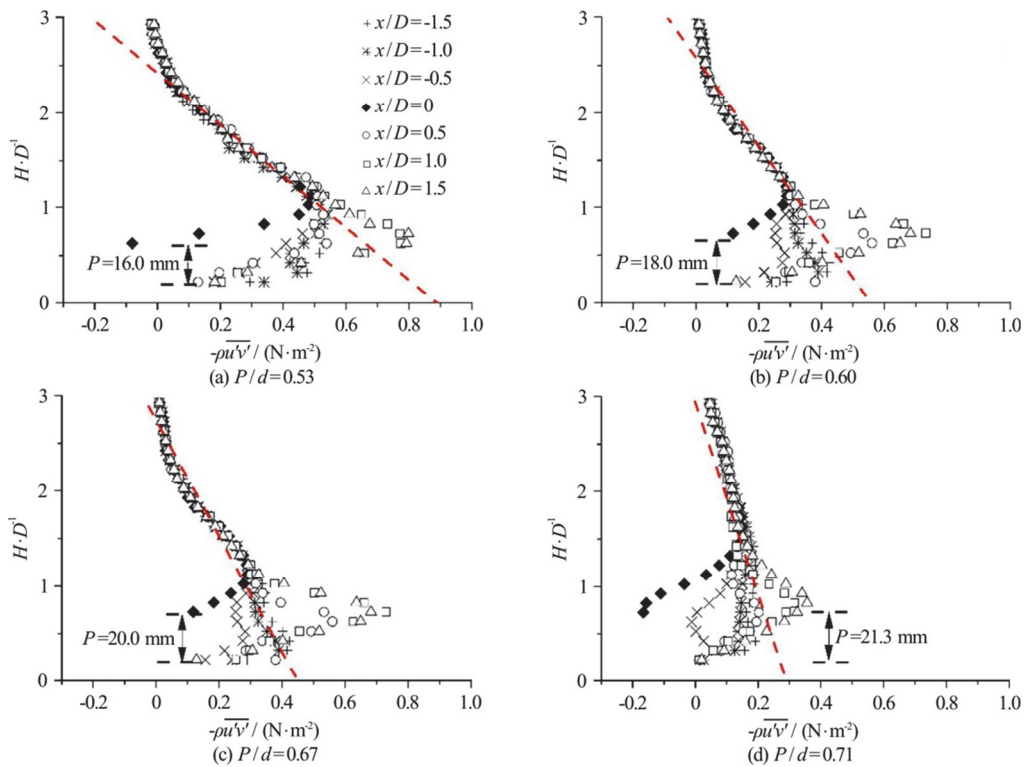 3
2
1
0
H·D⁻¹
-0.2 0 0.2 0.4 0.6 0.8 1
+ x/D=-1.5
∗ x/D=-1.0
× x/D=-0.5
◆ x/D=0
○ x/D=0.5
□ x/D=1.0
△ x/D=1.5
P=16.0 mm
-ρu'v' / (N·m⁻²)
(a) P/d=0.53
3
2
1
0
H·D⁻¹
-0.2 0 0.2 0.4 0.6 0.8 1
P=18.0 mm
-ρu'v' / (N·m⁻²)
(b) P/d=0.60
3
2
1
0
H·D⁻¹
-0.2 0 0.2 0.4 0.6 0.8 1
P=20.0 mm
-ρu'v' / (N·m⁻²)
(c) P/d=0.67
3
2
1
0
H·D⁻¹
-0.2 0 0.2 0.4 0.6 0.8 1
P=21.3 mm
-ρu'v' / (N·m⁻²)
(d) P/d=0.71